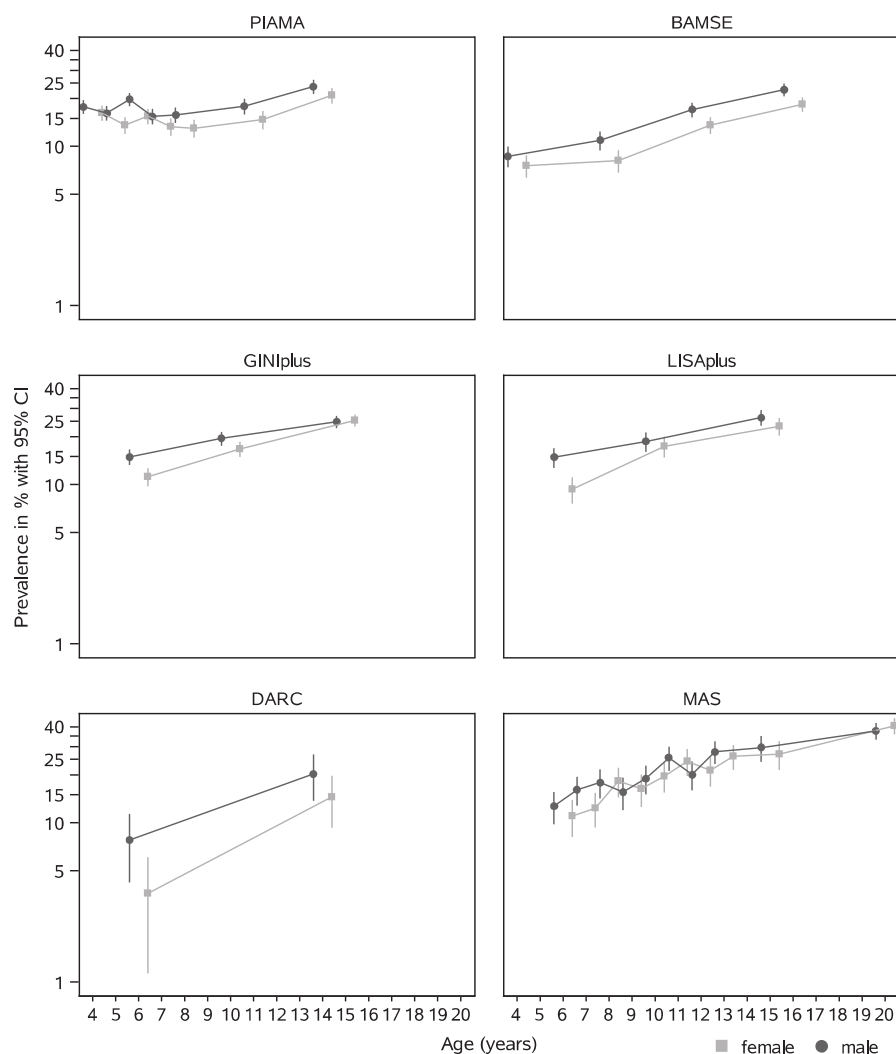 PIAMA
BAMSE
40
25
15
10
5
1
GINIplus
LISAplus
40
25
15
10
5
1
Prevalence in % with 95% CI
DARC
MAS
40
25
15
10
5
1
4 5 6 7 8 9 10 11 12 13 14 15 16 17 18 19 20
4 5 6 7 8 9 10 11 12 13 14 15 16 17 18 19 20
Age (years)
female male